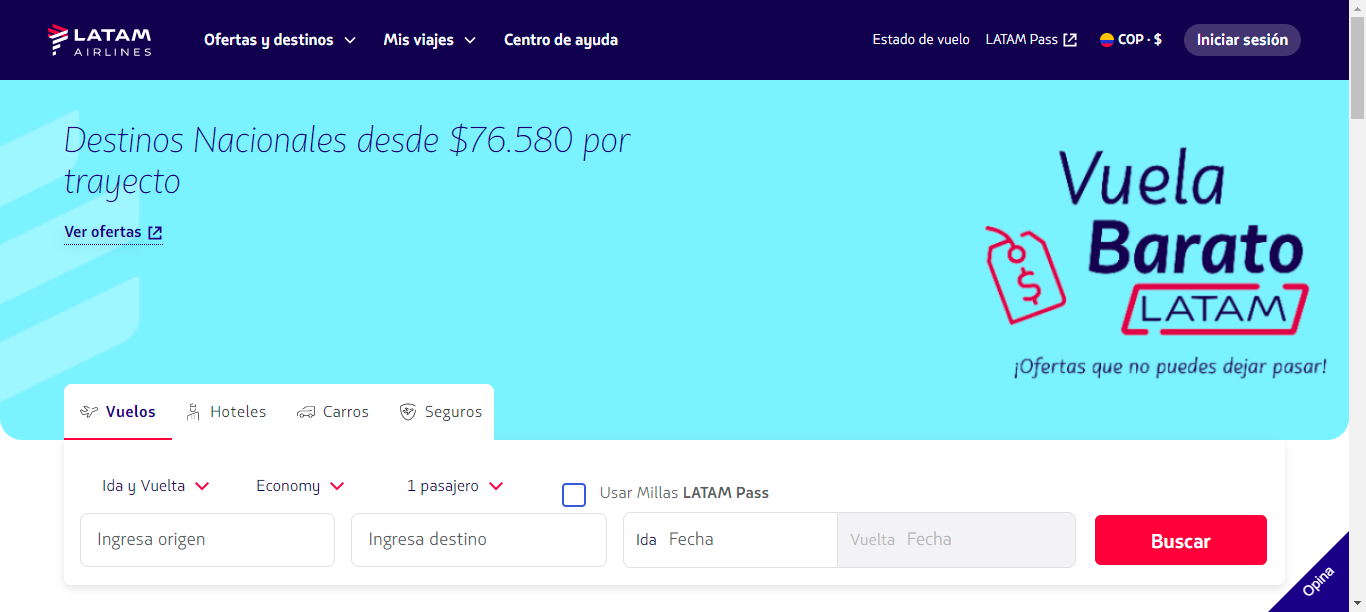 LATAM
AIRLINES
Ofertas y destinos
Mis viajes
Centro de ayuda
Estado de vuelo
LATAM Pass
COP · $
Iniciar sesión
Destinos Nacionales desde $76.580 por
trayecto
Ver ofertas
Vuela
Barato
$
LATAM
¡Ofertas que no puedes dejar pasar!
Vuelos
Hoteles
Carros
Seguros
Ida y Vuelta
Economy
1 pasajero
Usar Millas LATAM Pass
Ingresa origen
Ingresa destino
Ida Fecha
Vuelta Fecha
Buscar
Opina